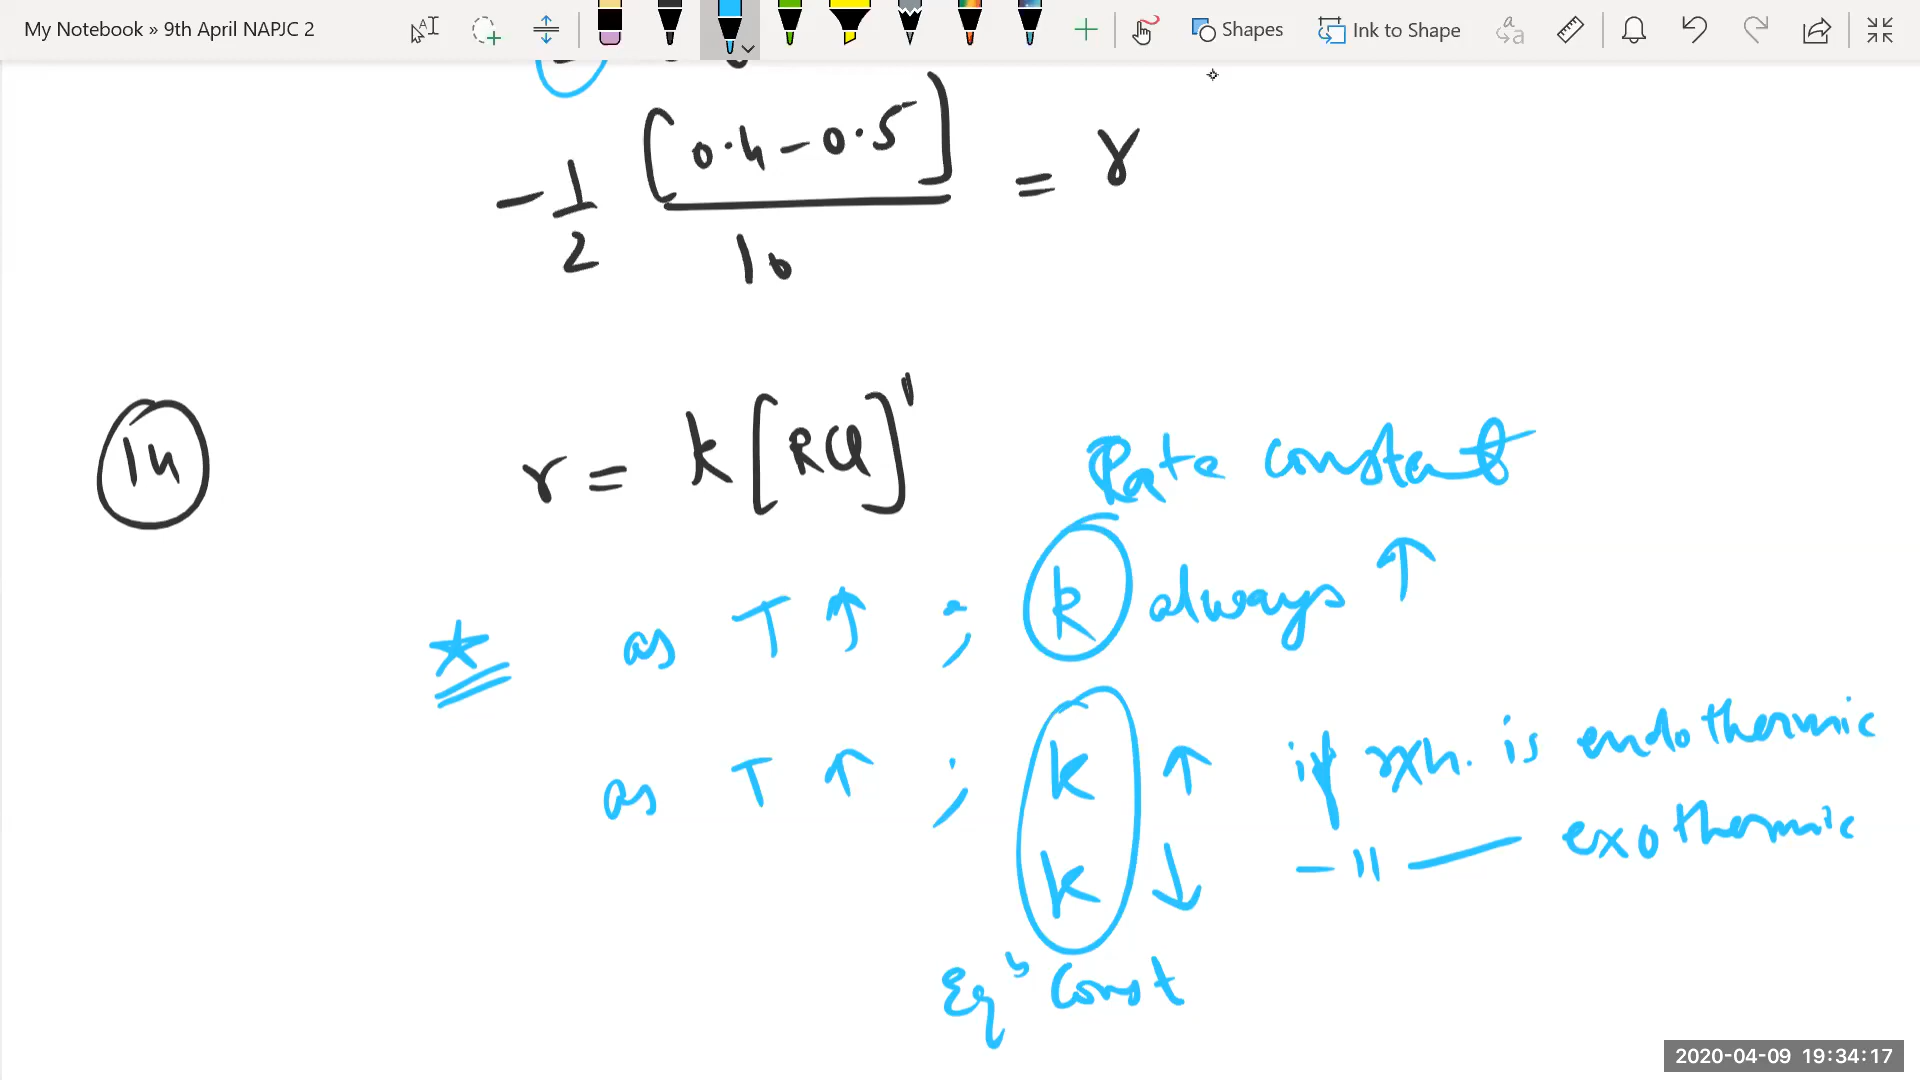 My Notebook » 9th April NAPJC 2
Shapes
Ink to Shape
-1/2 [0.4-0.5]/10 = r
14
r = k[RCl]'
Rate constant
as T ↑ ; k always ↑
as T ↑ ; K ↑ if rxn. is endothermic
K ↓ -"— exothermic
Eqb Const
2020-04-09 19:34:17